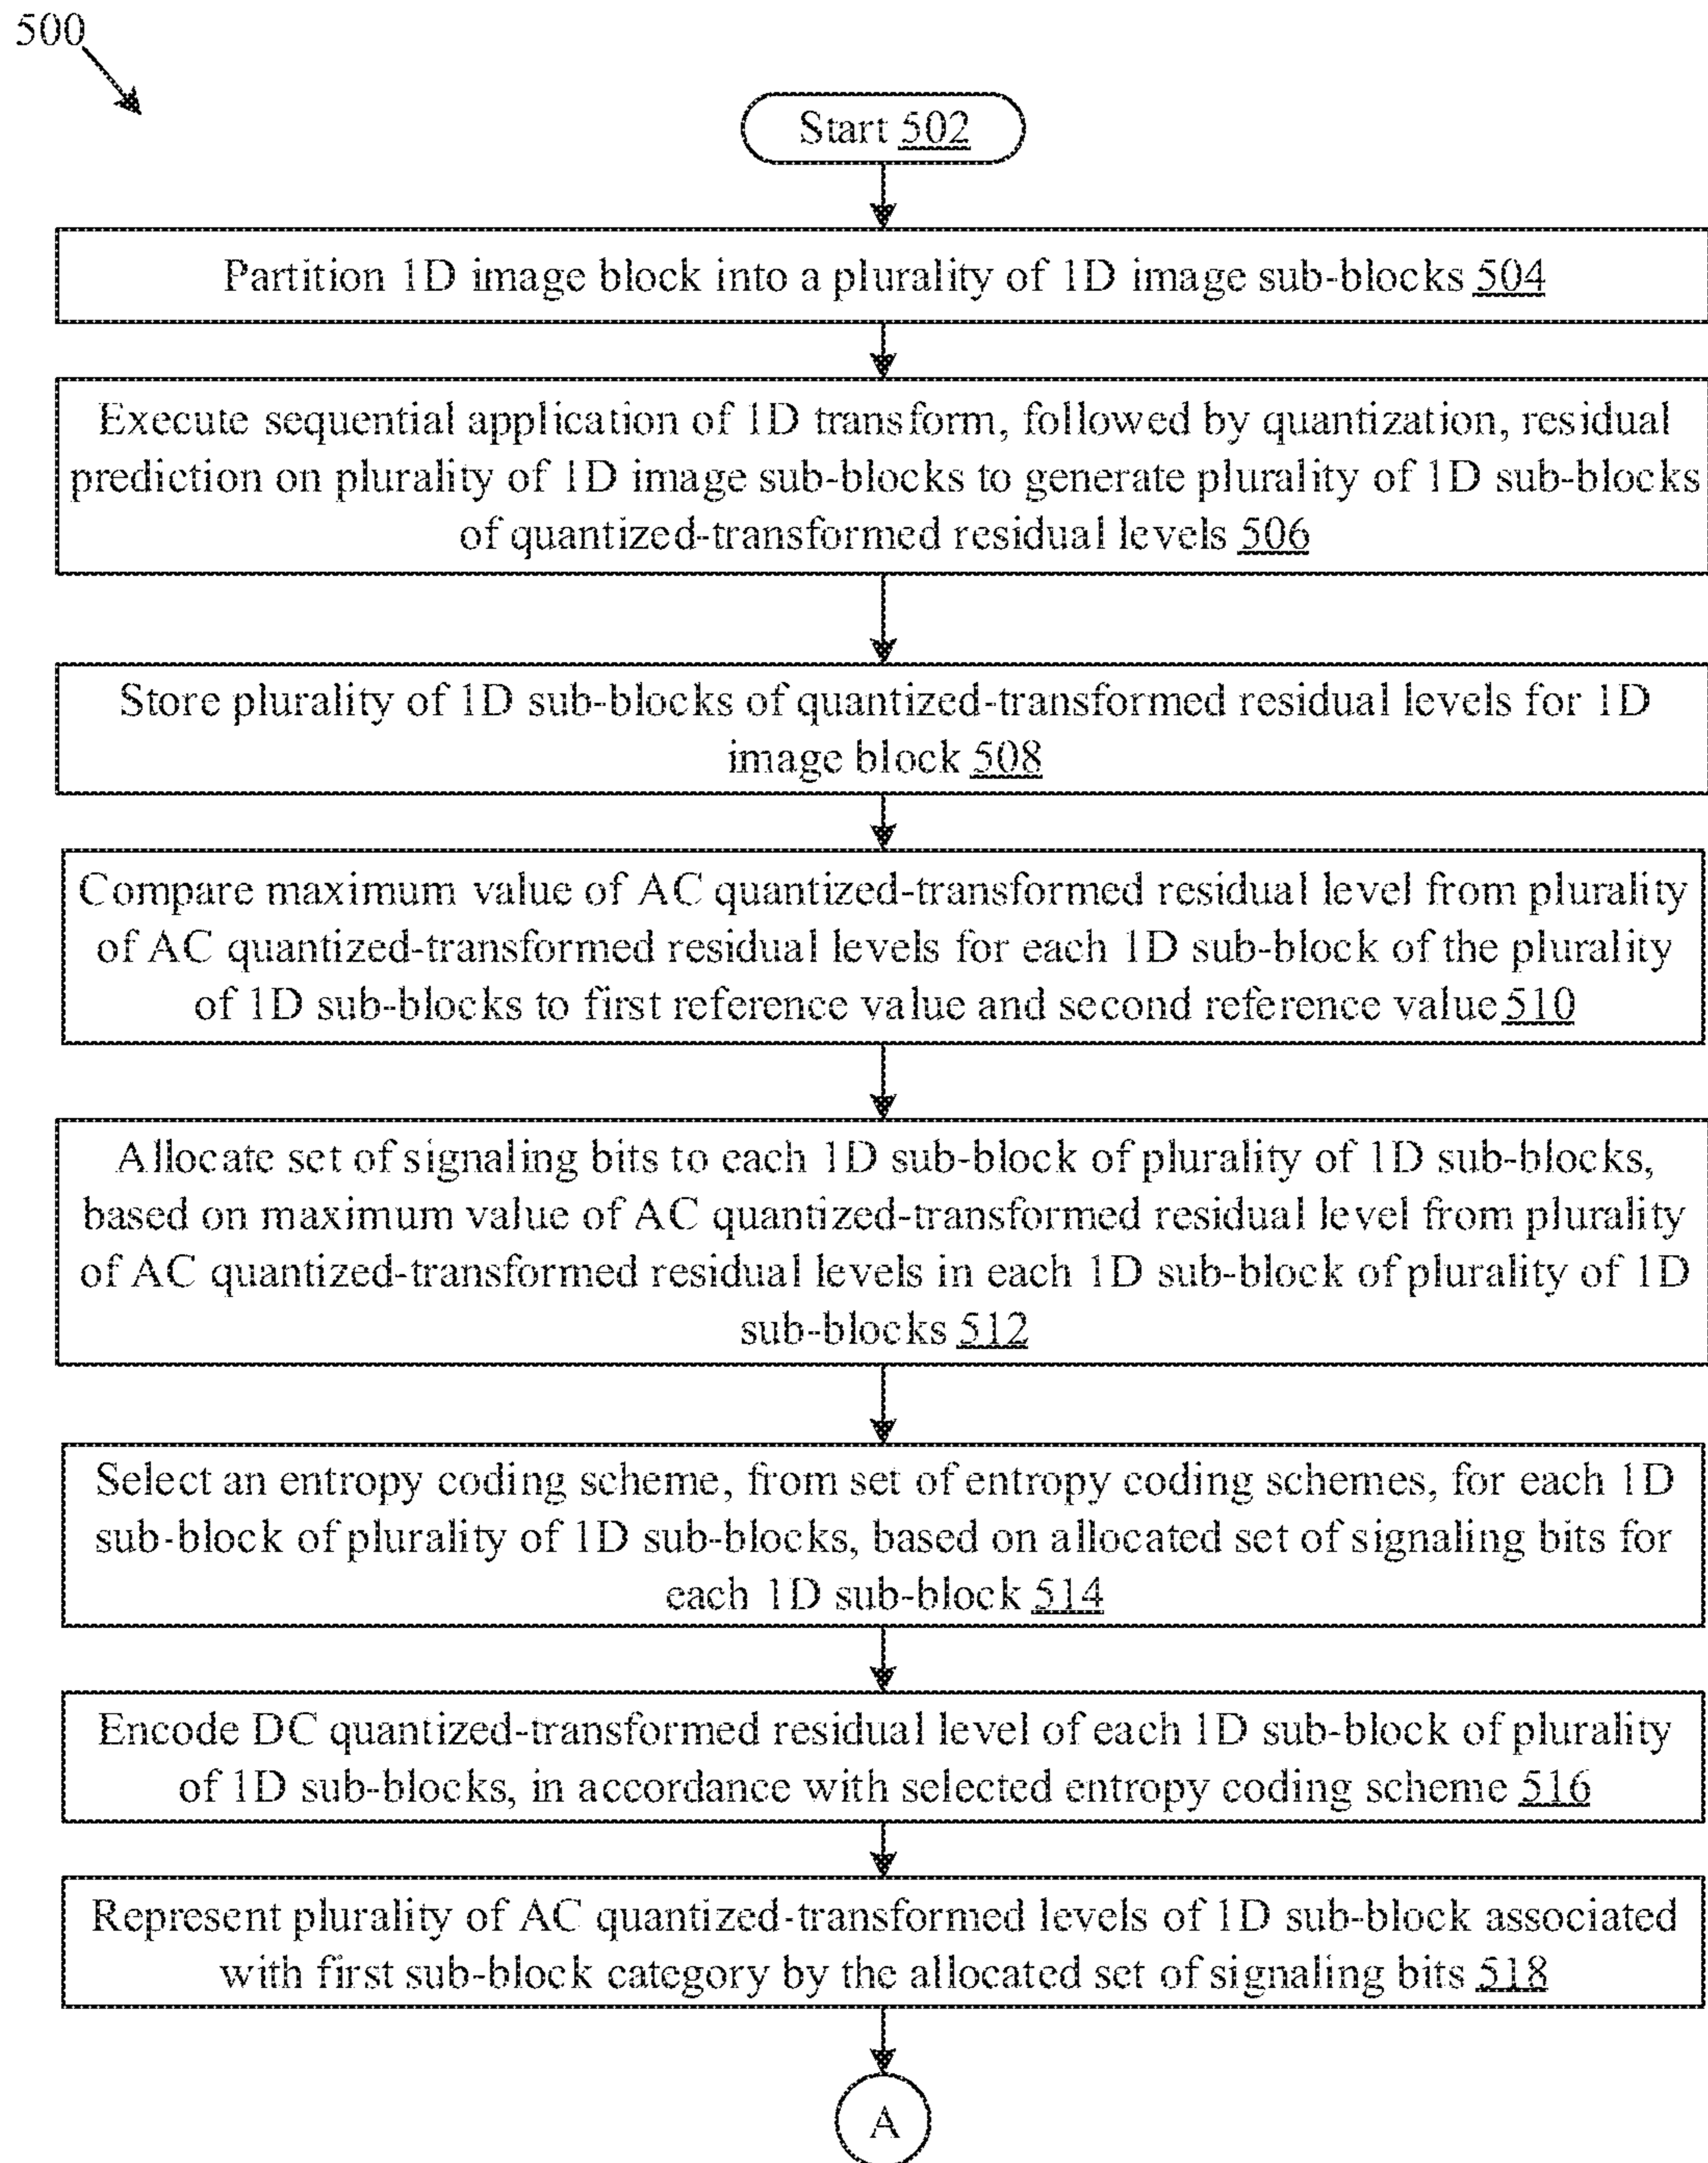 500
Start 502
Partition 1D image block into a plurality of 1D image sub-blocks 504
Execute sequential application of 1D transform, followed by quantization, residual
prediction on plurality of 1D image sub-blocks to generate plurality of 1D sub-blocks
of quantized-transformed residual levels 506
Store plurality of 1D sub-blocks of quantized-transformed residual levels for 1D
image block 508
Compare maximum value of AC quantized-transformed residual level from plurality
of AC quantized-transformed residual levels for each 1D sub-block of the plurality
of 1D sub-blocks to first reference value and second reference value 510
Allocate set of signaling bits to each 1D sub-block of plurality of 1D sub-blocks,
based on maximum value of AC quantized-transformed residual level from plurality
of AC quantized-transformed residual levels in each 1D sub-block of plurality of 1D
sub-blocks 512
Select an entropy coding scheme, from set of entropy coding schemes, for each 1D
sub-block of plurality of 1D sub-blocks, based on allocated set of signaling bits for
each 1D sub-block 514
Encode DC quantized-transformed residual level of each 1D sub-block of plurality
of 1D sub-blocks, in accordance with selected entropy coding scheme 516
Represent plurality of AC quantized-transformed levels of 1D sub-block associated
with first sub-block category by the allocated set of signaling bits 518
A